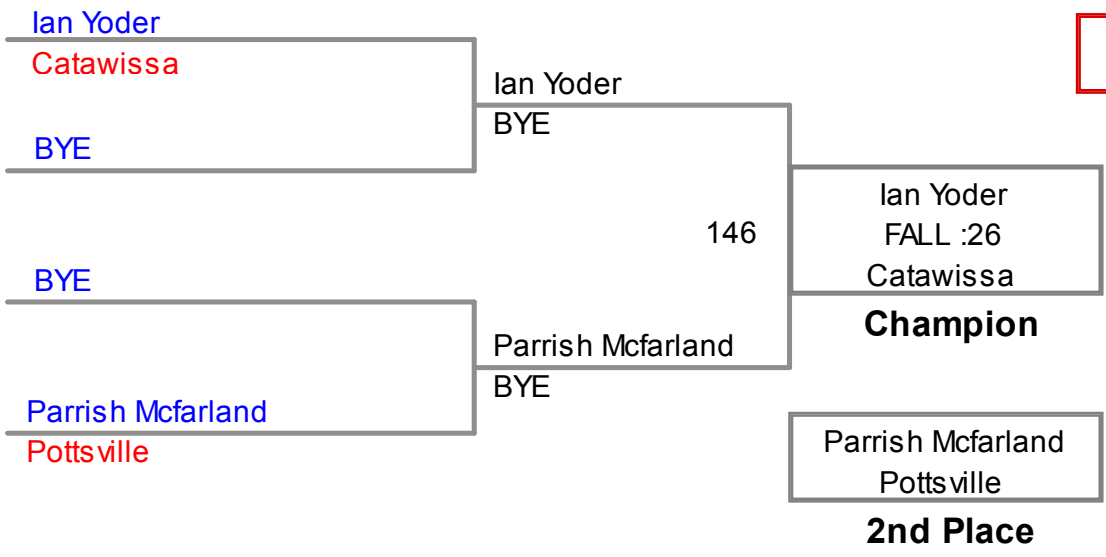 Ian Yoder
Catawissa
BYE
Ian Yoder
BYE
BYE
Parrish Mcfarland
Pottsville
Parrish Mcfarland
BYE
146
Ian Yoder
FALL :26
Catawissa
Champion
Parrish Mcfarland
Pottsville
2nd Place